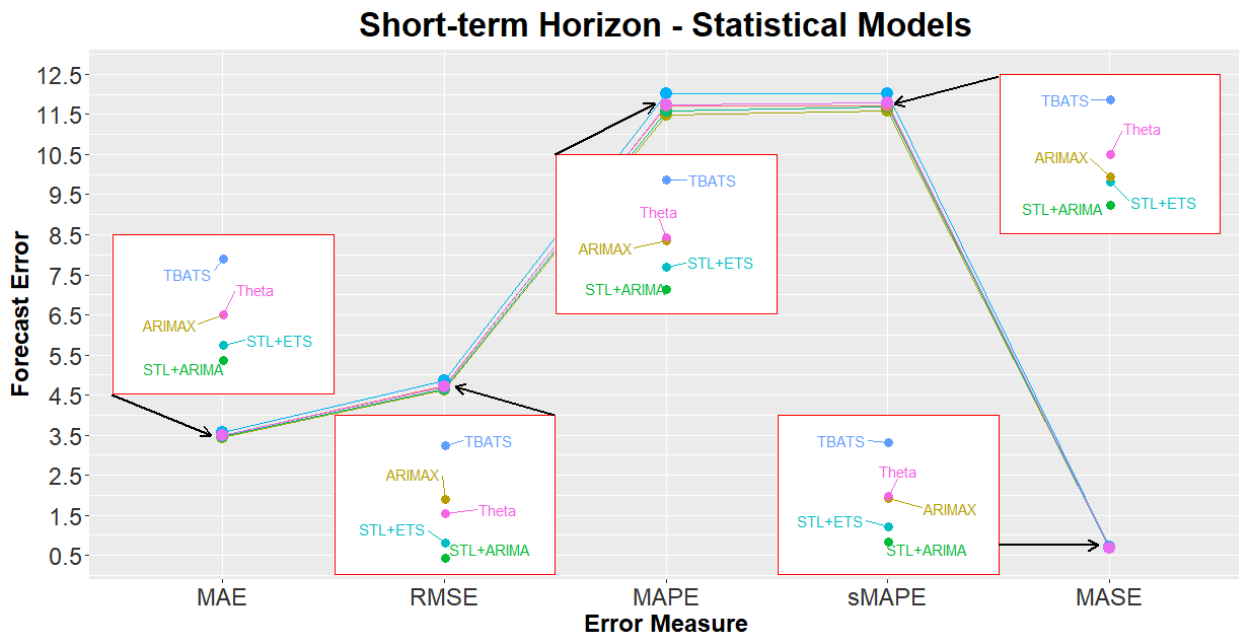 Short-term Horizon - Statistical Models
Forecast Error
12.5
11.5
10.5
9.5
8.5
7.5
6.5
5.5
4.5
3.5
2.5
1.5
0.5
TBATS
Theta
ARIMAX
STL+ETS
STL+ARIMA
TBATS
ARIMAX
Theta
STL+ETS
STL+ARIMA
TBATS
Theta
ARIMAX
STL+ETS
STL+ARIMA
TBATS
Theta
ARIMAX
STL+ETS
STL+ARIMA
TBATS
Theta
ARIMAX
STL+ETS
STL+ARIMA
MAE RMSE MAPE sMAPE MASE
Error Measure